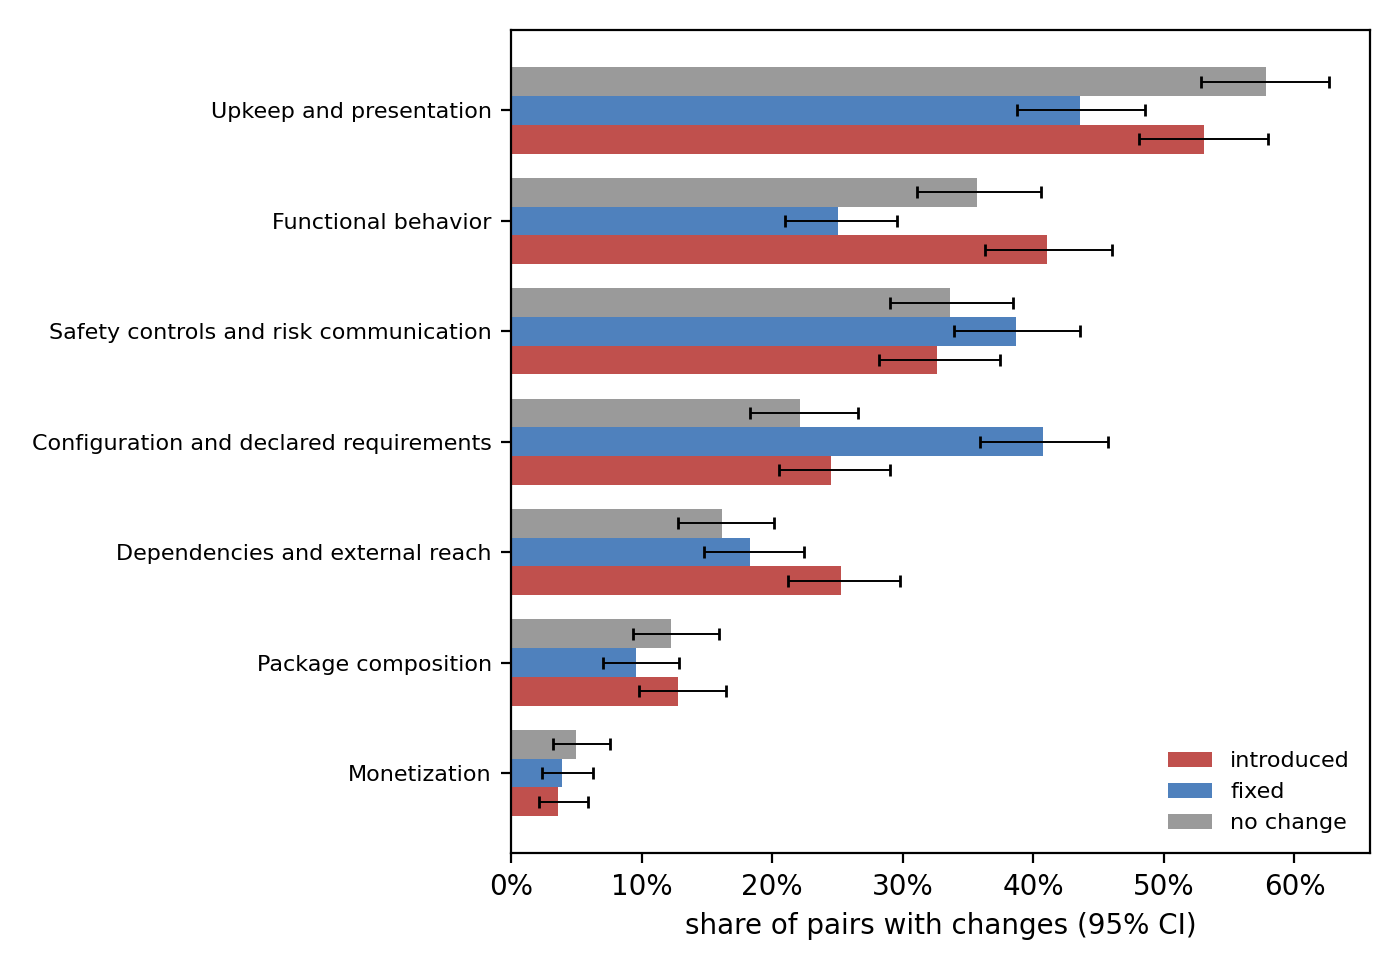 Upkeep and presentation
Functional behavior
Safety controls and risk communication
Configuration and declared requirements
Dependencies and external reach
Package composition
Monetization
introduced
fixed
no change
0% 10% 20% 30% 40% 50% 60%
share of pairs with changes (95% CI)